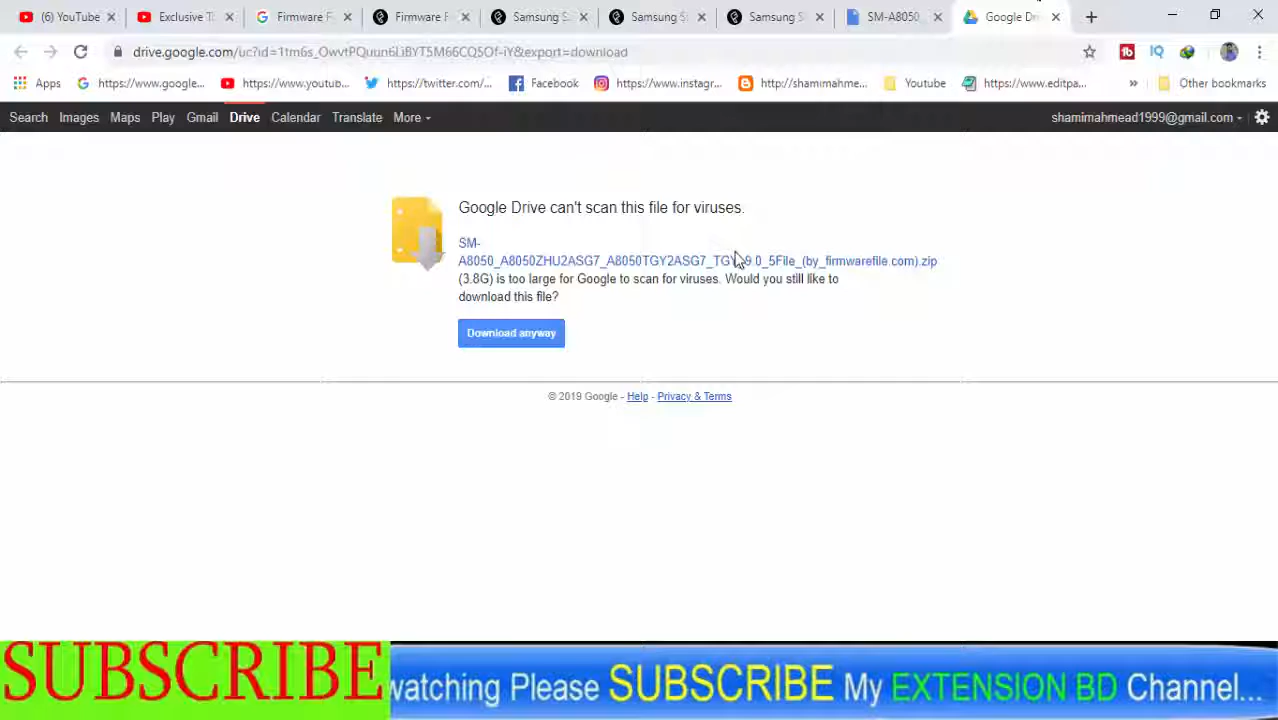 (6) YouTube
Exclusive T
Firmware F
Firmware F
Samsung S
Samsung S
Samsung S
SM-A8050_
Google Dri
drive.google.com/uc?id=1tm6s_OwvtPQuun6LiBYT5M66CQ5Of-iY&export=download
Apps
https://www.google...
https://www.youtub...
https://twitter.com/...
Facebook
https://www.instagr...
http://shamimahme...
Youtube
https://www.editpa...
»
Other bookmarks
Search Images Maps Play Gmail Drive Calendar Translate More
shamimahmead1999@gmail.com
Google Drive can't scan this file for viruses.
SM-
A8050_A8050ZHU2ASG7_A8050TGY2ASG7_TGY_9.0_5File_(by_firmwarefile.com).zip
(3.8G) is too large for Google to scan for viruses. Would you still like to
download this file?
Download anyway
© 2019 Google - Help - Privacy & Terms
SUBSCRIBE
watching Please SUBSCRIBE My EXTENSION BD Channel...